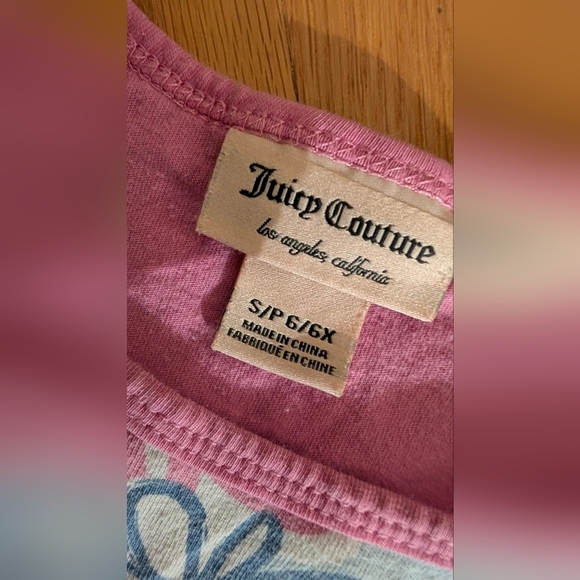 Juicy Couture
los angeles, california
S/P 6/6X
MADE IN CHINA
FABRIQUÉ EN CHINE